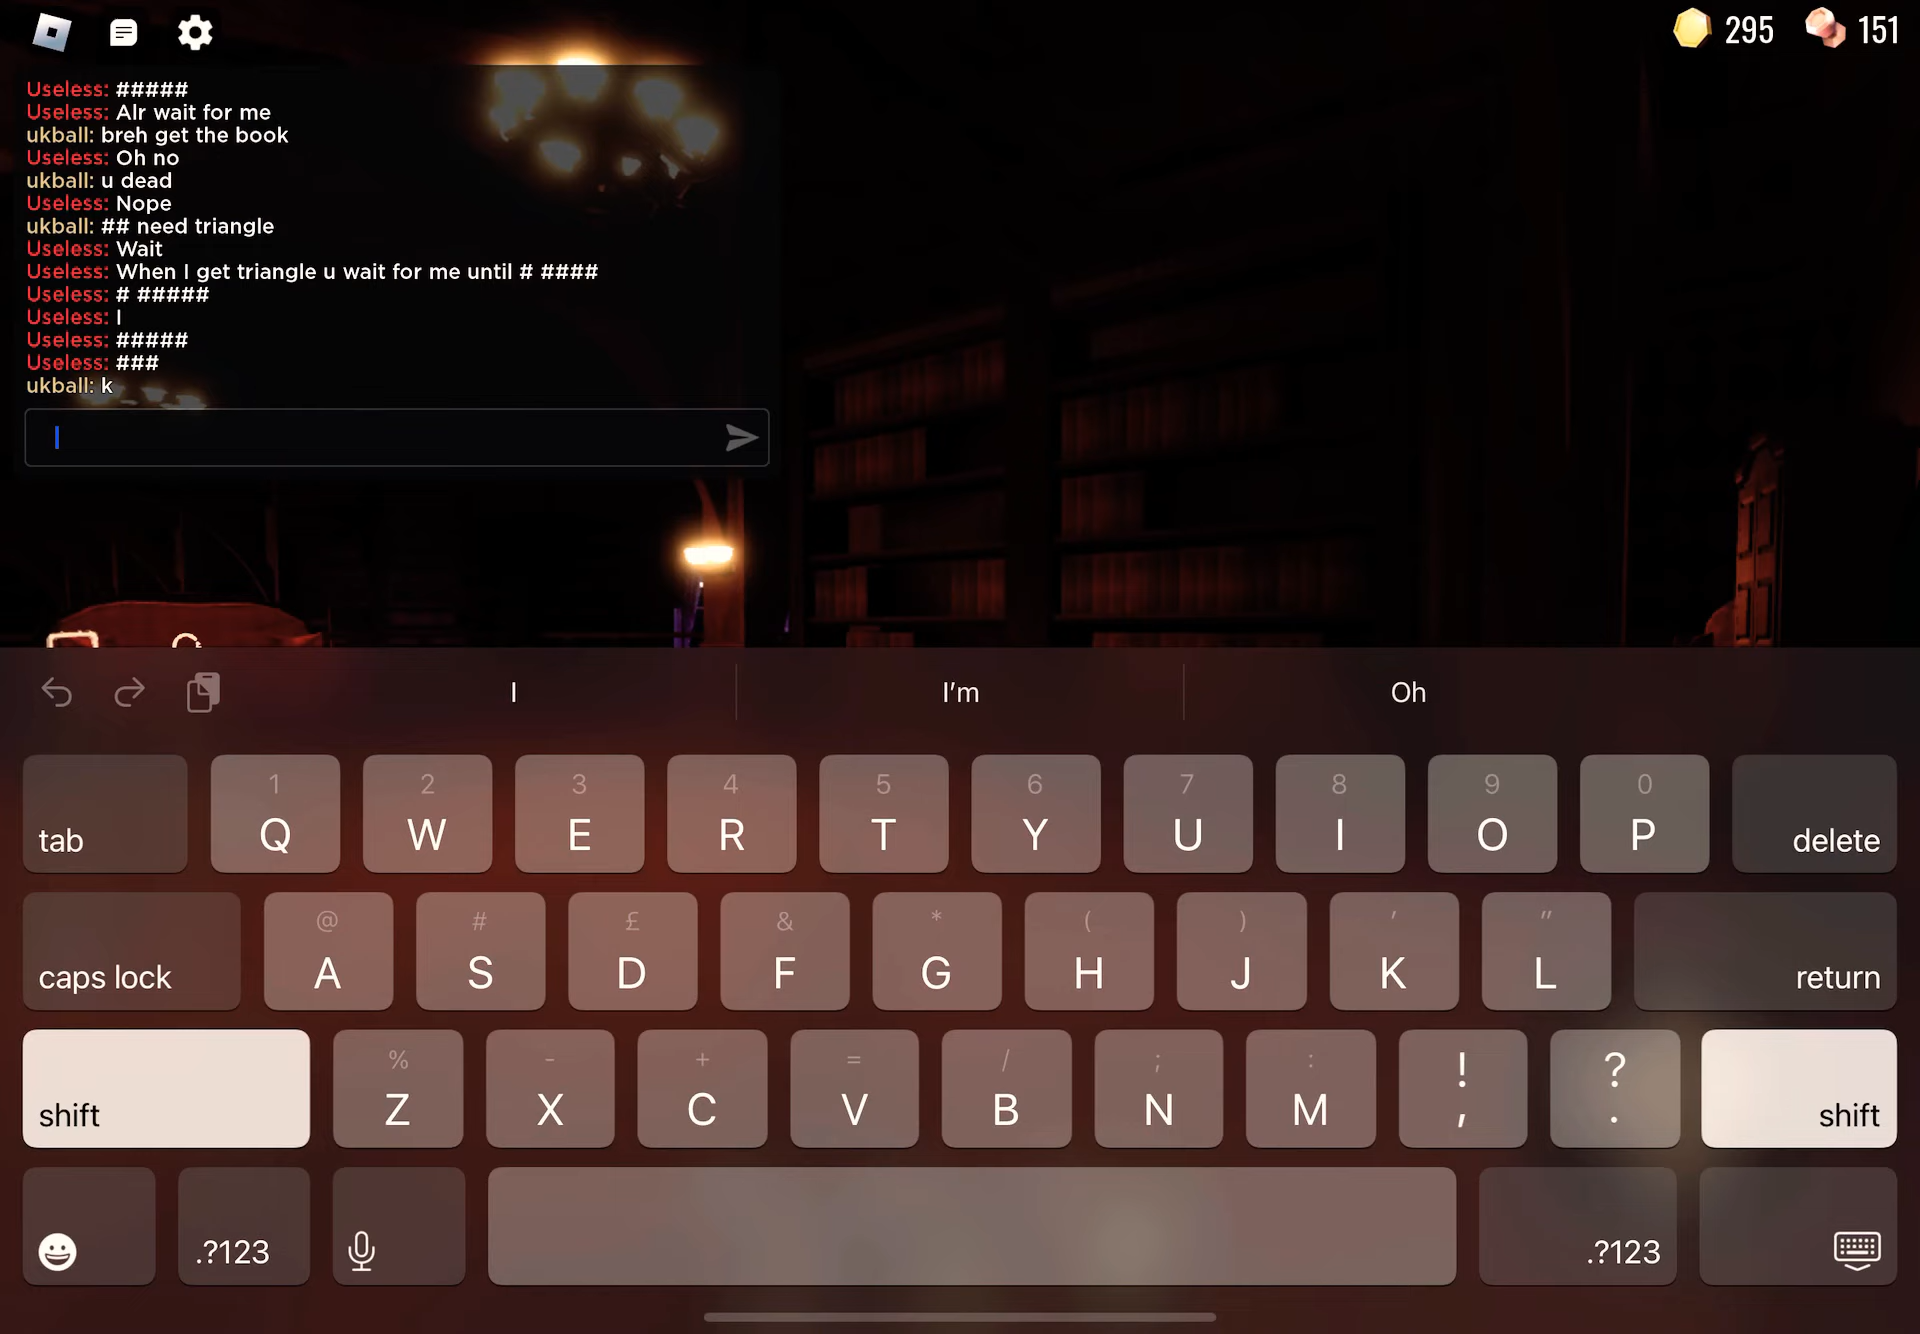 295 151
Useless: #####
Useless: Alr wait for me
ukball: breh get the book
Useless: Oh no
ukball: u dead
Useless: Nope
ukball: ## need triangle
Useless: Wait
Useless: When I get triangle u wait for me until # ####
Useless: # #####
Useless: I
Useless: #####
Useless: ###
ukball: k
I I’m Oh
1 2 3 4 5 6 7 8 9 0
tab Q W E R T Y U I O P delete
@ # £ & * ( ) ' "
caps lock A S D F G H J K L return
% - + = / ; : ! ?
shift Z X C V B N M , . shift
.?123 .?123